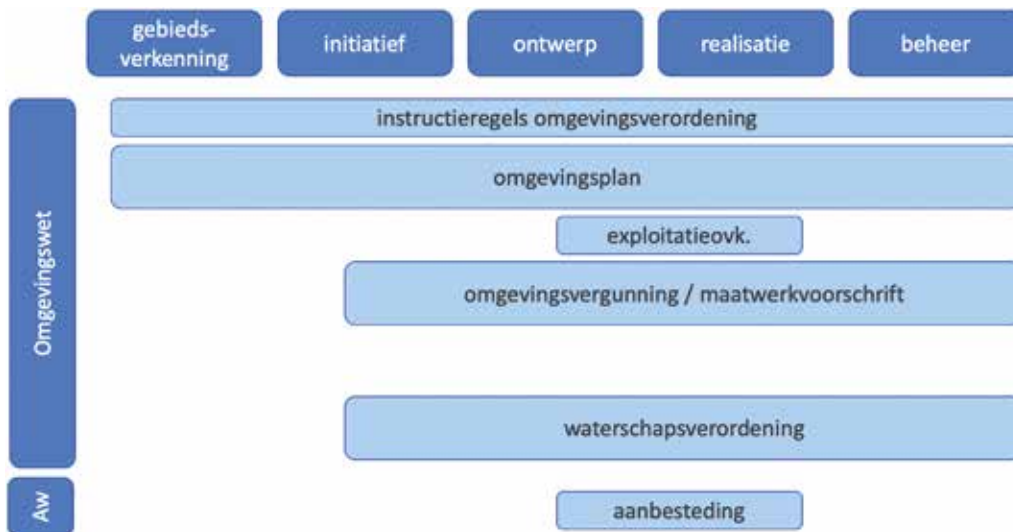 gebieds-
verkenning
initiatief
ontwerp
realisatie
beheer
Omgevingswet
instructieregels omgevingsverordening
omgevingsplan
exploitatieovk.
omgevingsvergunning / maatwerkvoorschrift
waterschapsverordening
Aw
aanbesteding